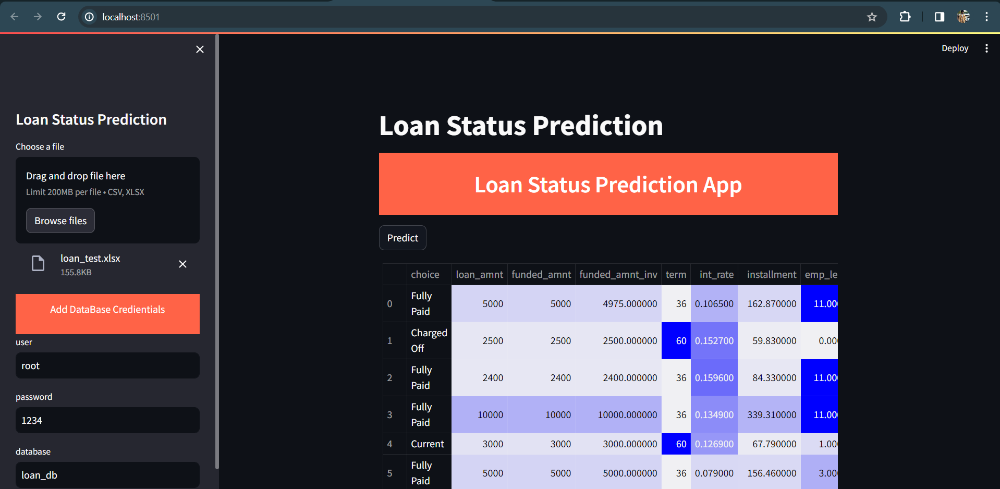 localhost:8501
Deploy
Loan Status Prediction
Choose a file
Drag and drop file here
Limit 200MB per file • CSV, XLSX
Browse files
loan_test.xlsx
155.8KB
Add DataBase Credientials
user
root
password
1234
database
loan_db
Loan Status Prediction
Loan Status Prediction App
Predict
choice loan_amnt funded_amnt funded_amnt_inv term int_rate installment emp_le
0 Fully Paid 5000 5000 4975.000000 36 0.106500 162.870000 11.00
1 Charged Off 2500 2500 2500.000000 60 0.152700 59.830000 0.00
2 Fully Paid 2400 2400 2400.000000 36 0.159600 84.330000 11.00
3 Fully Paid 10000 10000 10000.000000 36 0.134900 339.310000 11.00
4 Current 3000 3000 3000.000000 60 0.126900 67.790000 1.00
5 Fully Paid 5000 5000 5000.000000 36 0.079000 156.460000 3.00